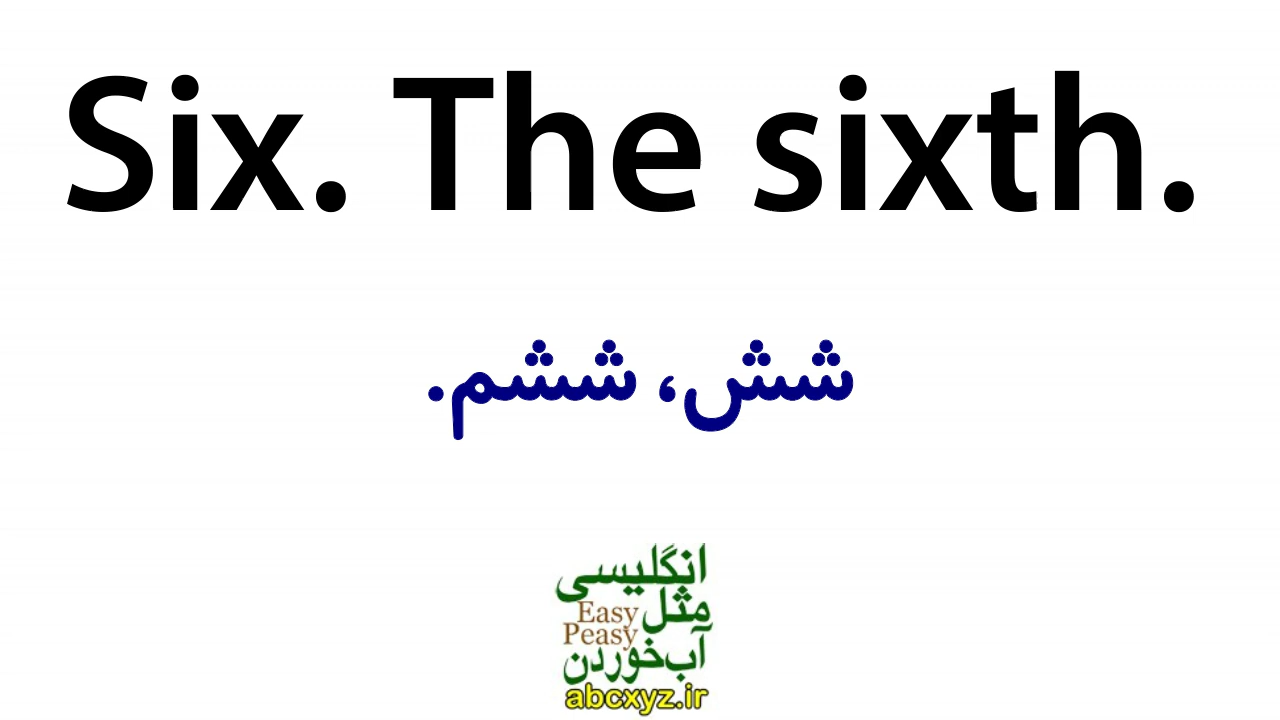 Six. The sixth.
شش، ششم.
انگلیسی
مثل Easy
Peasy
آب‌خوردن
abcxyz.ir